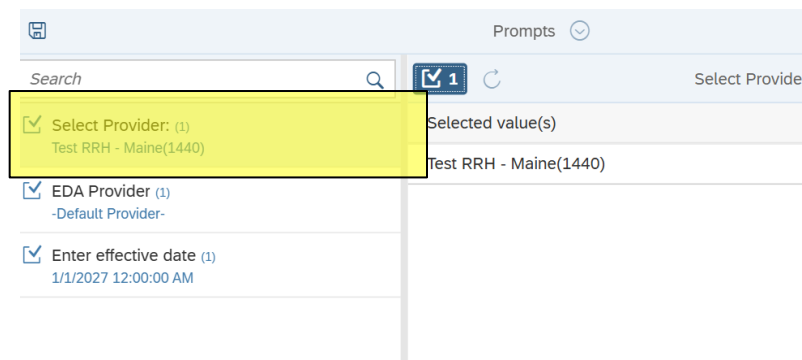 Prompts
Search
1
Select Provide
Select Provider: (1)
Test RRH - Maine(1440)
EDA Provider (1)
-Default Provider-
Enter effective date (1)
1/1/2027 12:00:00 AM
Selected value(s)
Test RRH - Maine(1440)